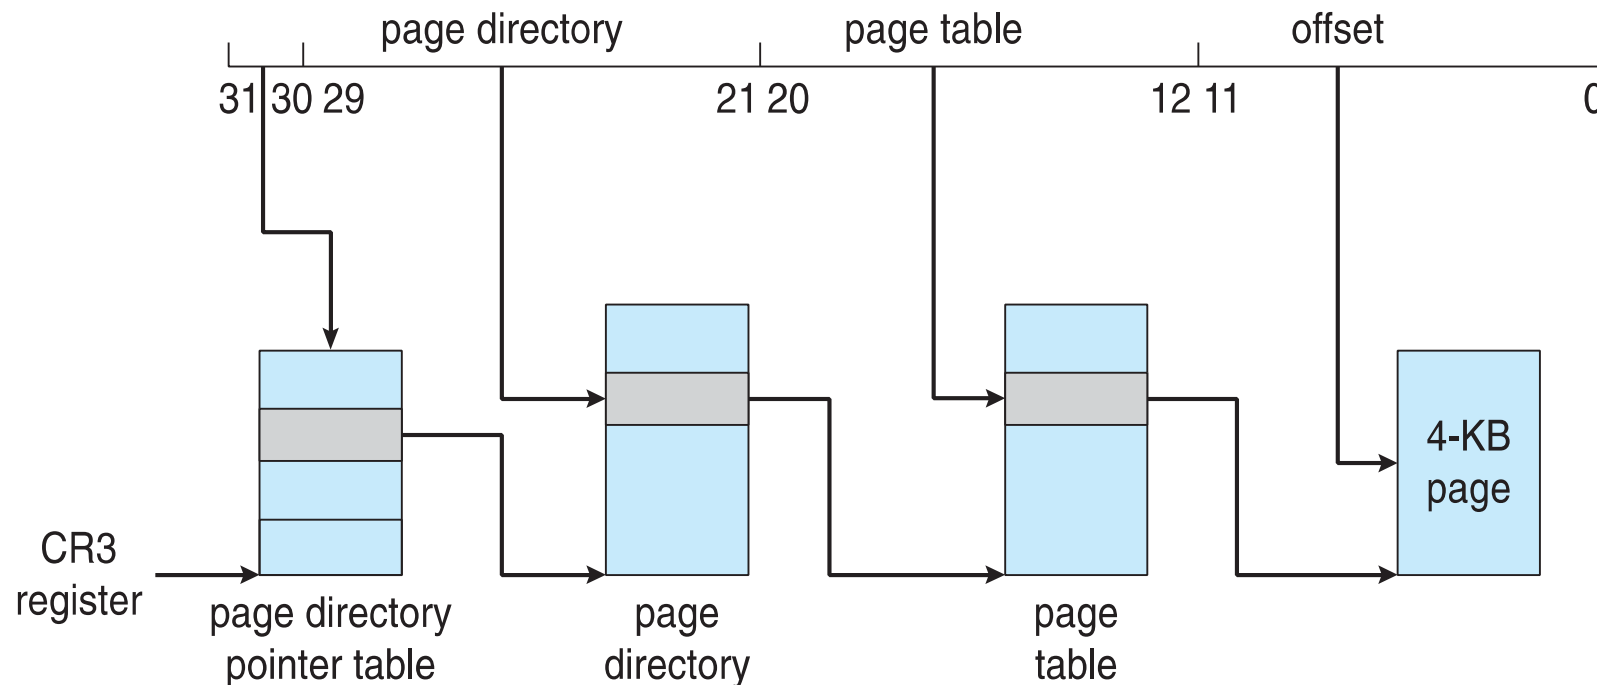 page directory page table offset
31 30 29 21 20 12 11 0
4-KB
page
CR3
register
page directory
pointer table
page
directory
page
table